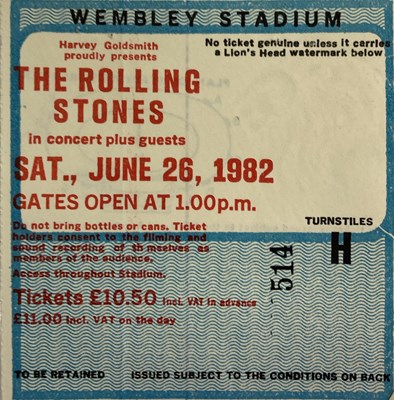 WEMBLEY STADIUM
Harvey Goldsmith
proudly presents
No ticket genuine unless it carries
a Lion's Head watermark below
THE ROLLING
STONES
in concert plus guests
SAT., JUNE 26, 1982
GATES OPEN AT 1.00p.m.
TURNSTILES
H
514
Do not bring bottles or cans. Ticket
holders consent to the filming and
sound recording of themselves as
members of the audience.
Access throughout Stadium.
Tickets £10.50 incl. VAT in advance
£11.00 incl. VAT on the day
TO BE RETAINED
ISSUED SUBJECT TO THE CONDITIONS ON BACK